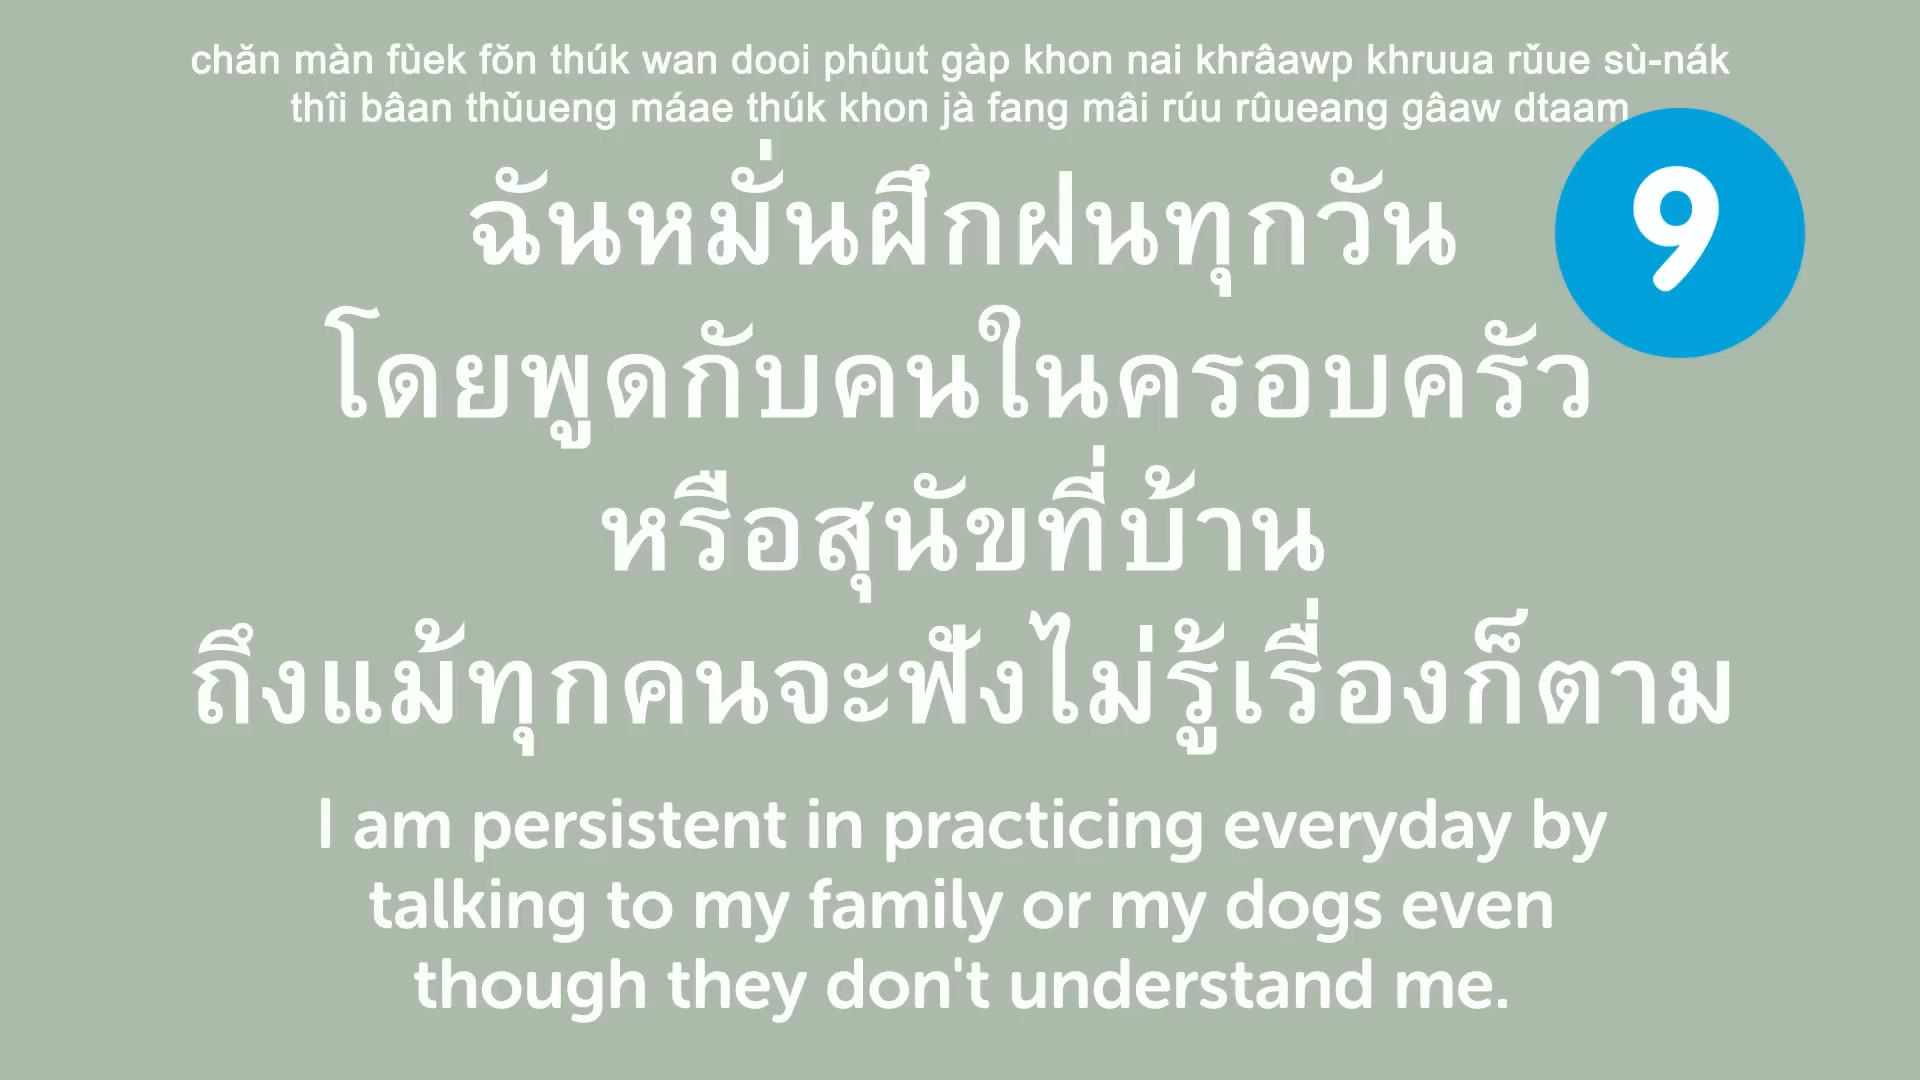 chăn màn fùek fŏn thúk wan dooi phûut gàp khon nai khrâawp khruua rǔue sù-nák
thîi bâan thǔueng máae thúk khon jà fang mâi rúu rûueang gâaw dtaam
9
ฉันหมั่นฝึกฝนทุกวัน
โดยพูดกับคนในครอบครัว
หรือสุนัขที่บ้าน
ถึงแม้ทุกคนจะฟังไม่รู้เรื่องก็ตาม
I am persistent in practicing everyday by
talking to my family or my dogs even
though they don't understand me.